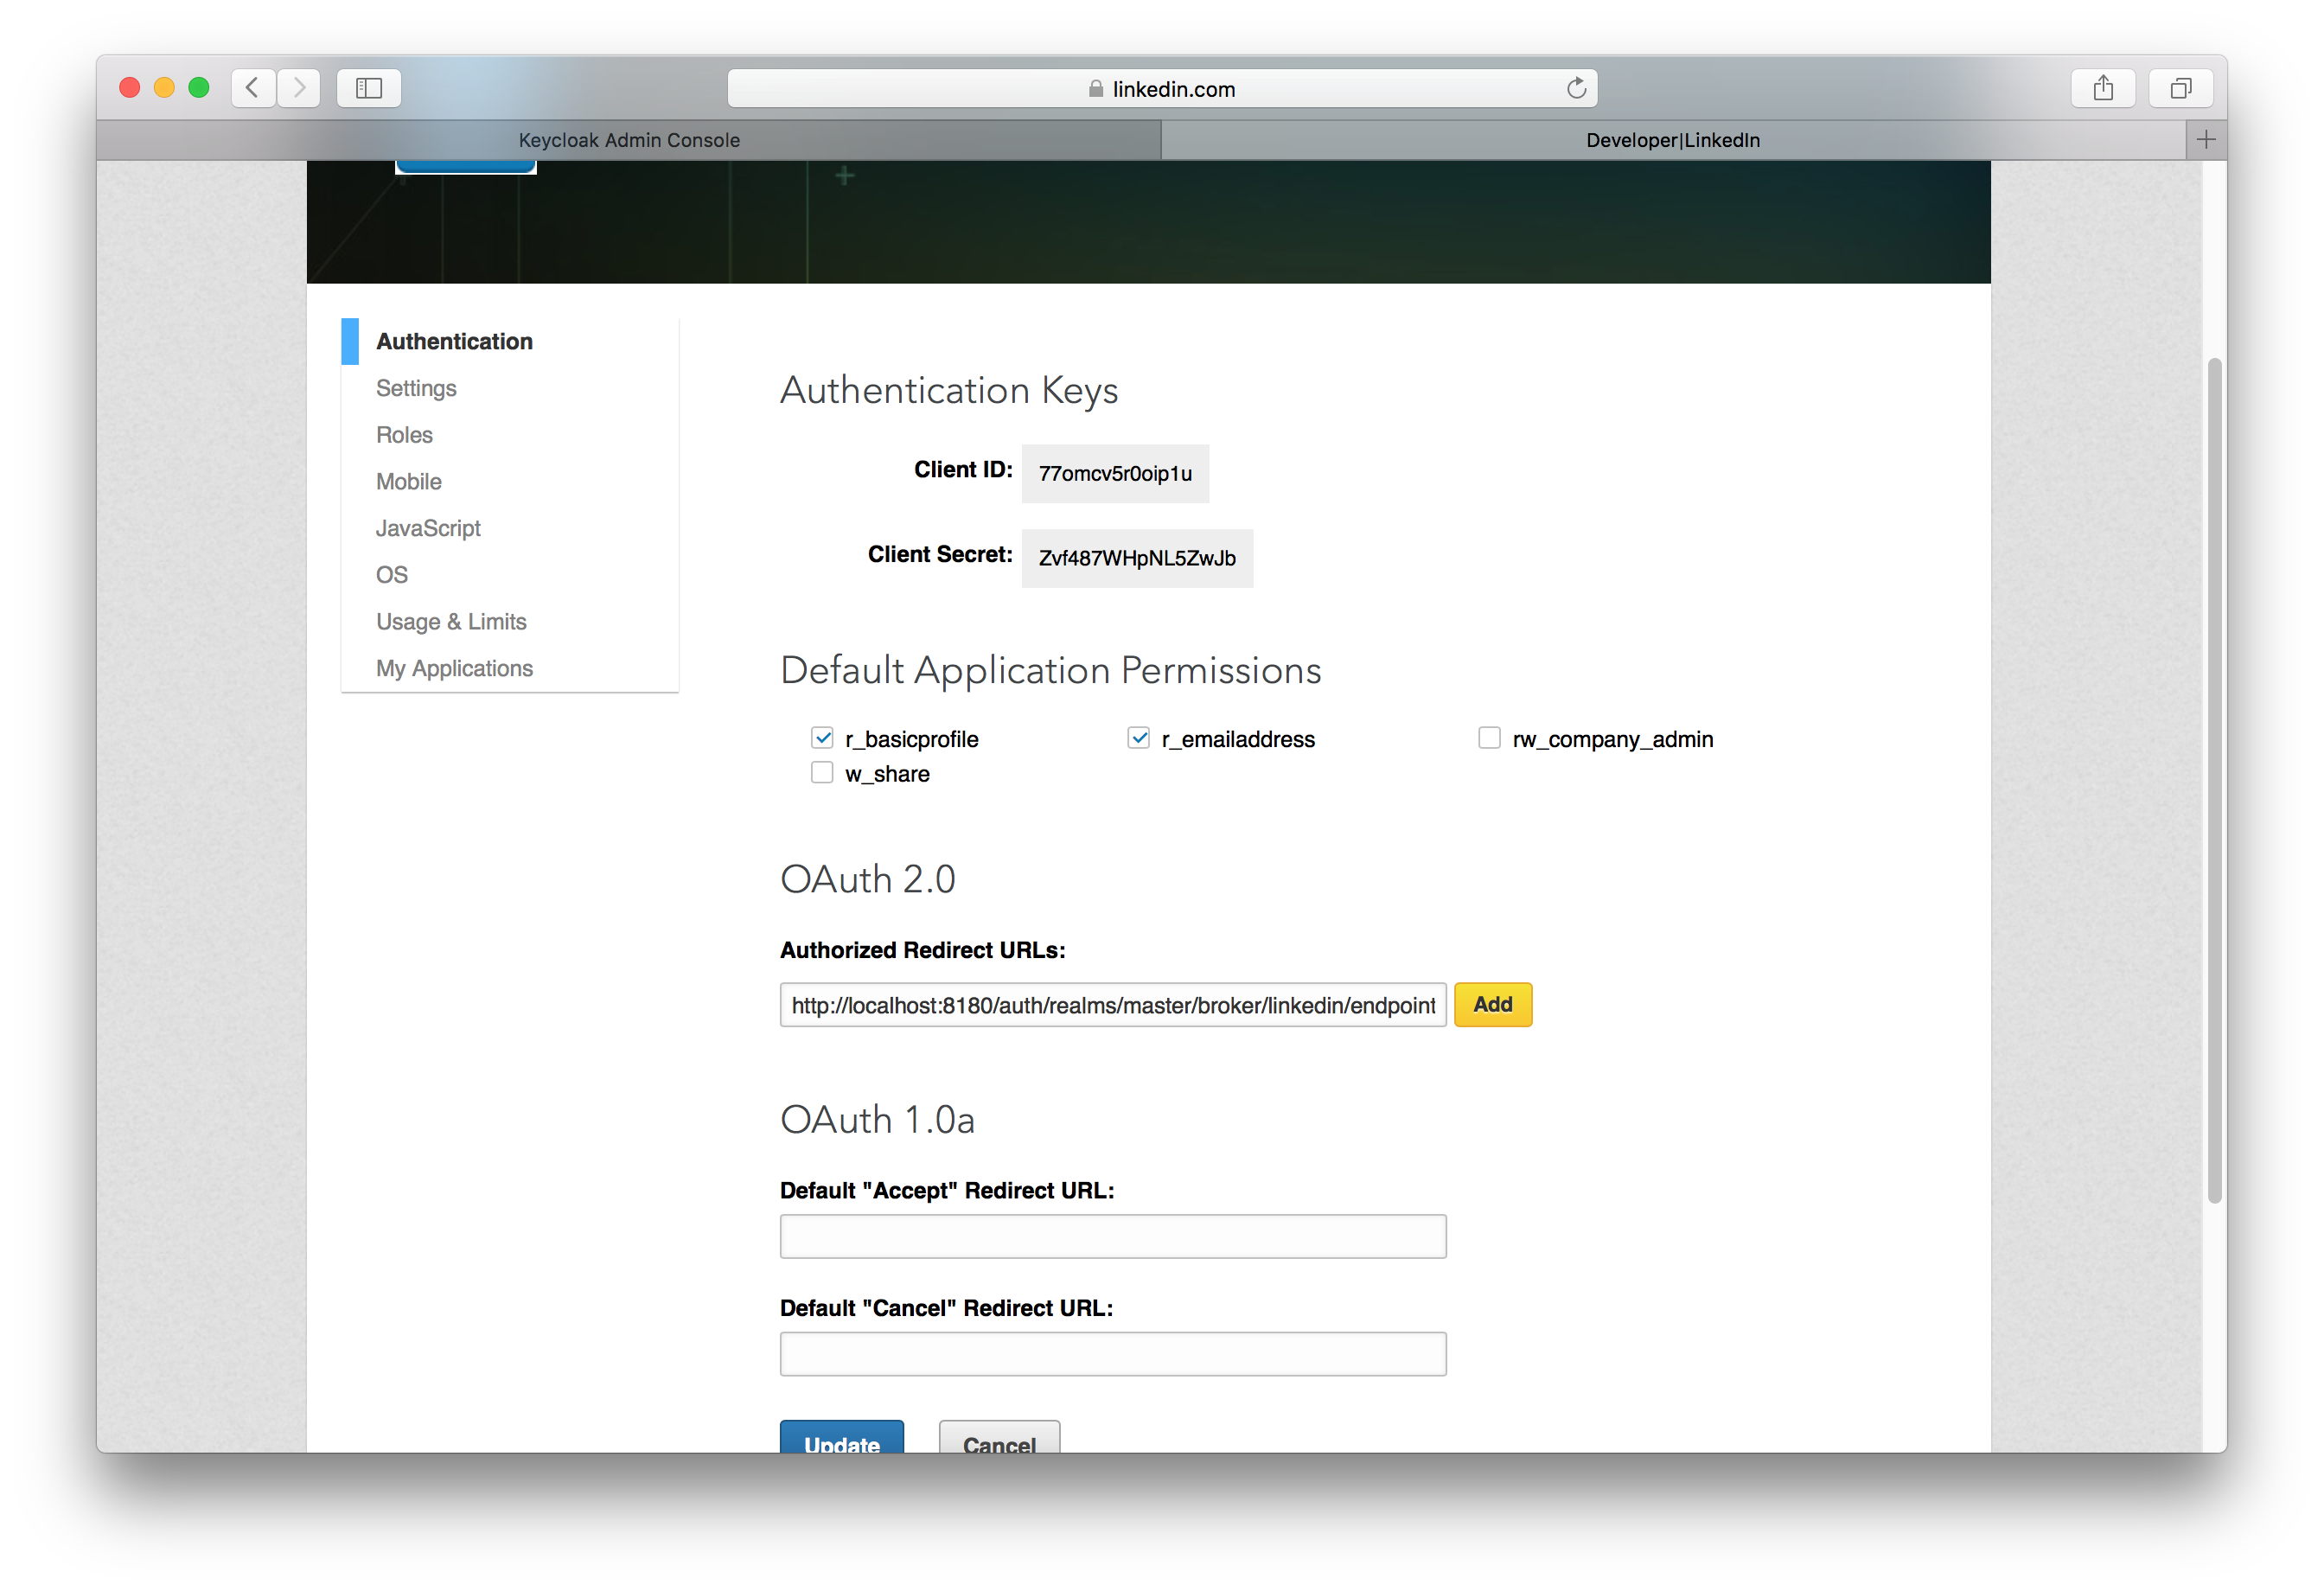 linkedin.com
Keycloak Admin Console
Developer|LinkedIn
Authentication
Settings
Roles
Mobile
JavaScript
OS
Usage & Limits
My Applications
Authentication Keys
Client ID: 77omcv5r0oip1u
Client Secret: Zvf487WHpNL5ZwJb
Default Application Permissions
r_basicprofile r_emailaddress rw_company_admin
w_share
OAuth 2.0
Authorized Redirect URLs:
http://localhost:8180/auth/realms/master/broker/linkedin/endpoint Add
OAuth 1.0a
Default "Accept" Redirect URL:
Default "Cancel" Redirect URL:
Update Cancel